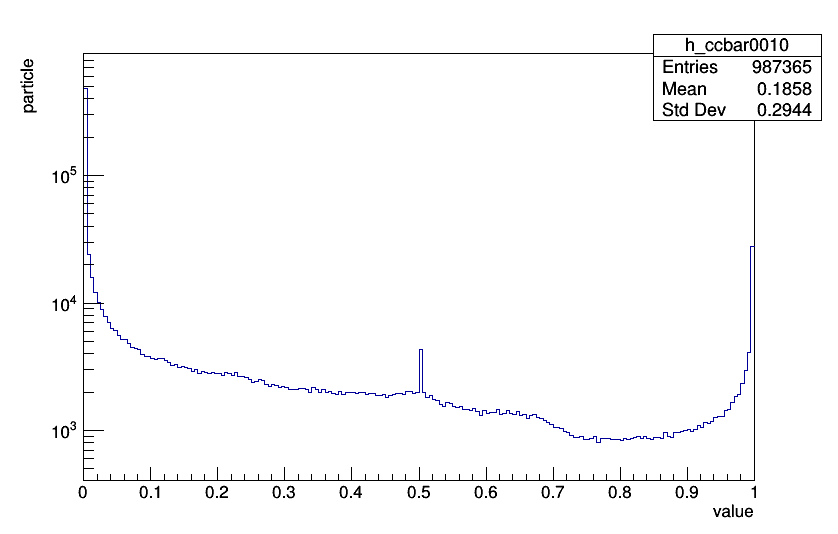 h_ccbar0010
Entries 987365
Mean 0.1858
Std Dev 0.2944
particle
10^5
10^4
10^3
0 0.1 0.2 0.3 0.4 0.5 0.6 0.7 0.8 0.9 1
value